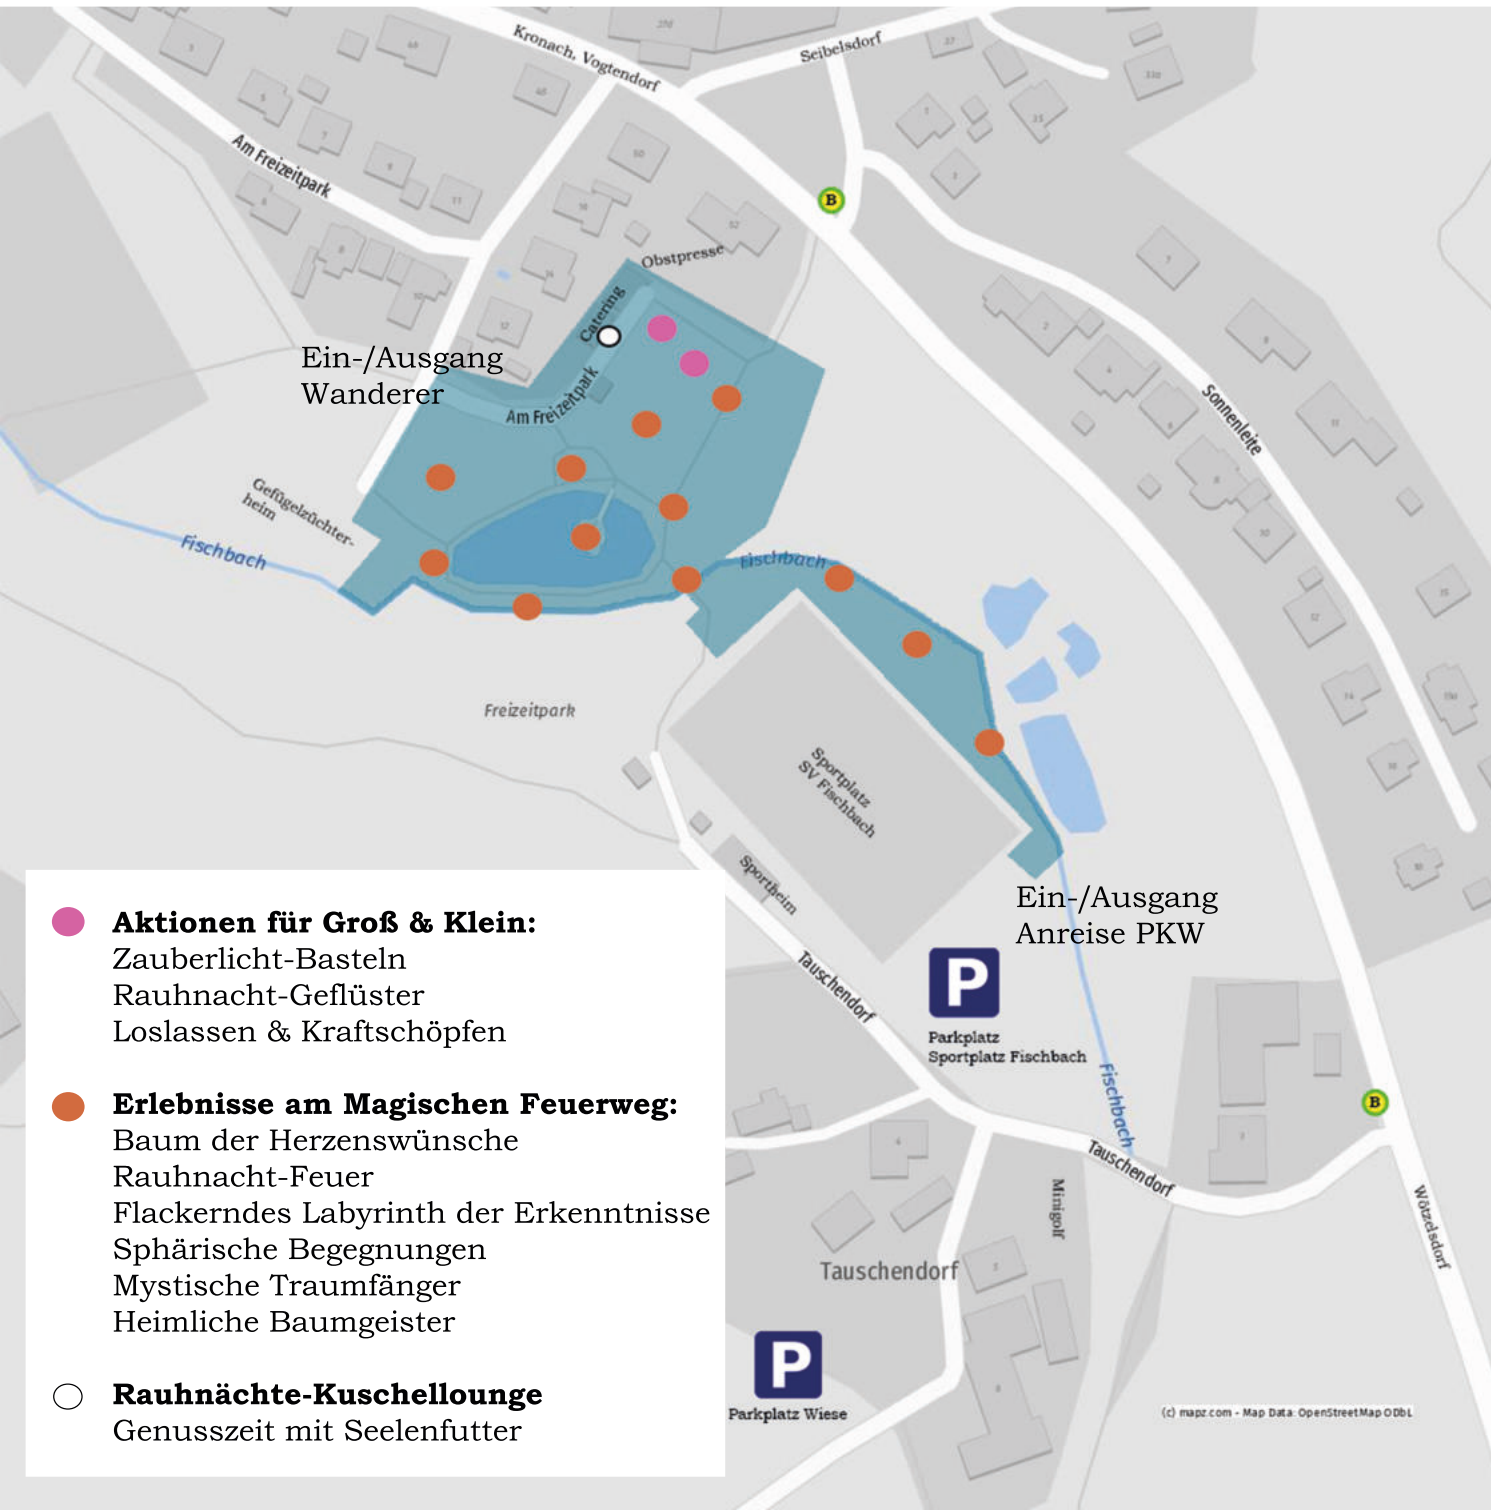 Kronach, Vogtendorf
Seibelsdorf
Am Freizeitpark
B
Obstpresse
Catering
Ein-/Ausgang
Wanderer
Am Freizeitpark
Sonnenleite
Gefügelzüchter-
heim
Fischbach
Fischbach
Freizeitpark
Sportplatz
SV Fischbach
Sportheim
Ein-/Ausgang
Anreise PKW
Tauschendorf
P
Parkplatz
Sportplatz Fischbach
Fischbach
B
Tauschendorf
Minigolf
Wötzelsdorf
Tauschendorf
P
Parkplatz Wiese
(c) mapz.com - Map Data: OpenStreetMap ODbL
Aktionen für Groß & Klein:
Zauberlicht-Basteln
Rauhnacht-Geflüster
Loslassen & Kraftschöpfen
Erlebnisse am Magischen Feuerweg:
Baum der Herzenswünsche
Rauhnacht-Feuer
Flackerndes Labyrinth der Erkenntnisse
Sphärische Begegnungen
Mystische Traumfänger
Heimliche Baumgeister
Rauhnächte-Kuschellounge
Genusszeit mit Seelenfutter